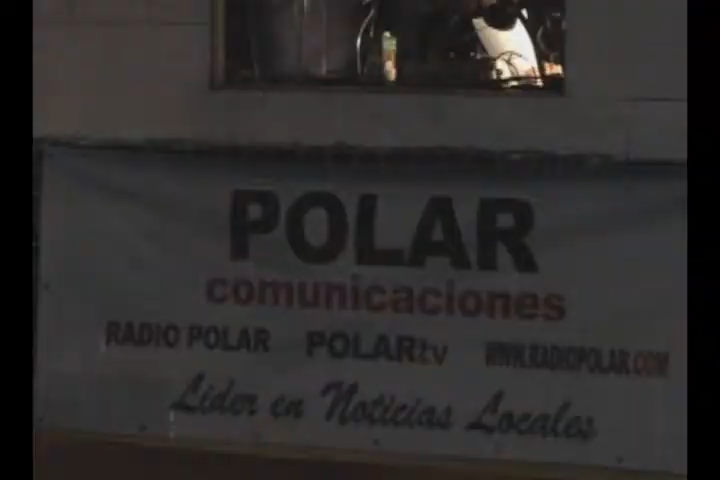 POLAR
comunicaciones
RADIO POLAR POLARtv WWW.RADIOPOLAR.COM
Lider en Noticias Locales